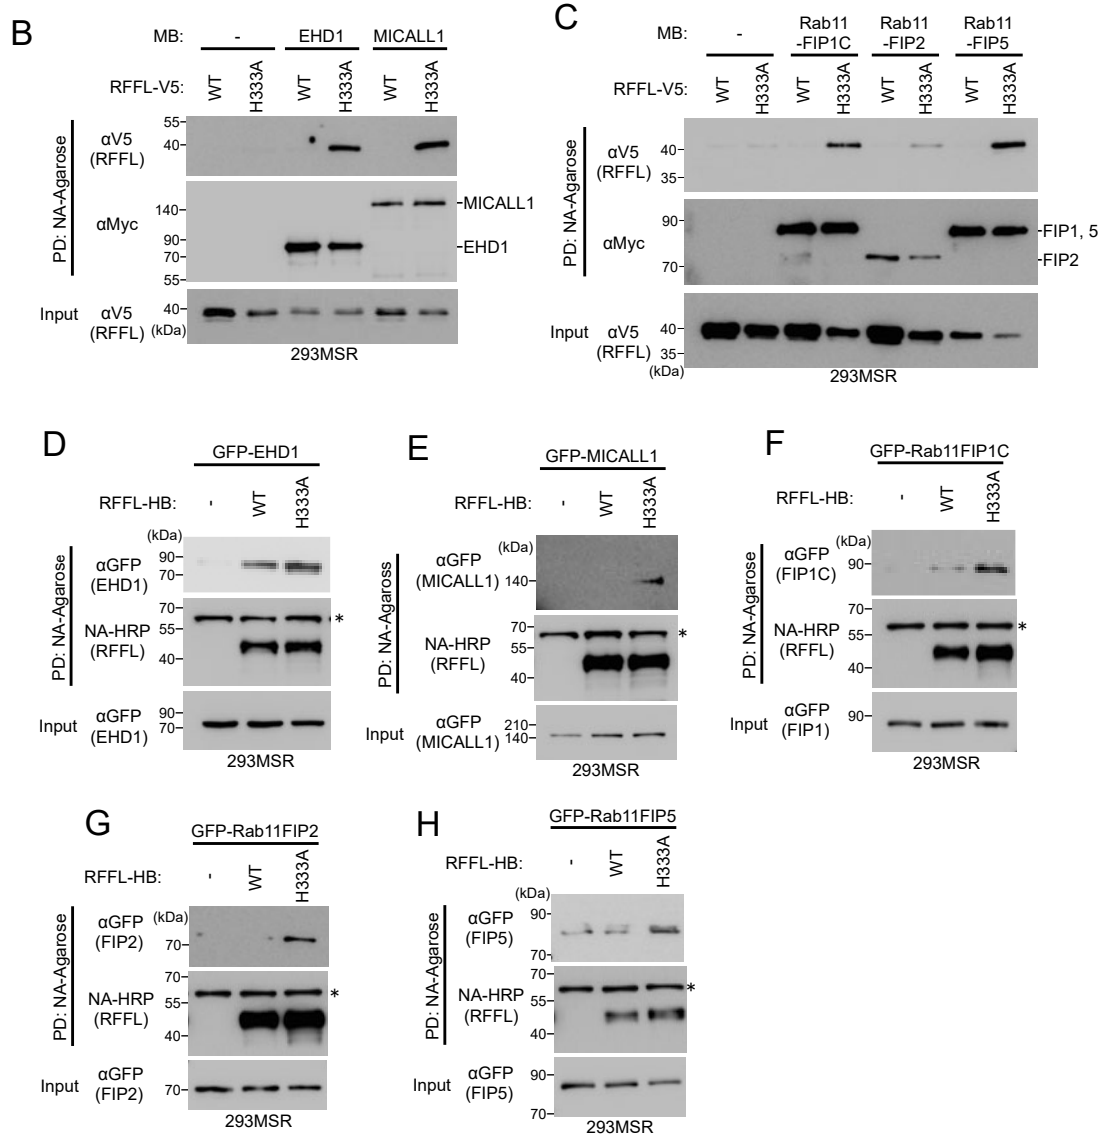 B
MB: - EHD1 MICALL1
RFFL-V5: WT H333A WT H333A WT H333A
PD: NA-Agarose
αV5
(RFFL)
55-
40-
αMyc
140-
90-
70-
55-
-MICALL1
-EHD1
Input αV5
(RFFL)
40-
(kDa)
293MSR
C
MB: - Rab11
-FIP1C Rab11
-FIP2 Rab11
-FIP5
RFFL-V5: WT H333A WT H333A WT H333A WT H333A
PD: NA-Agarose
αV5
(RFFL)
40-
35-
αMyc
90-
70-
-FIP1, 5
-FIP2
Input αV5
(RFFL)
40-
35-
(kDa)
293MSR
D
GFP-EHD1
RFFL-HB: - WT H333A
(kDa)
PD: NA-Agarose
αGFP
(EHD1)
90-
70-
NA-HRP
(RFFL)
70-
55-
40-
*
Input αGFP
(EHD1)
90-
70-
293MSR
E
GFP-MICALL1
RFFL-HB: - WT H333A
(kDa)
PD: NA-Agaross
αGFP
(MICALL1)
140-
NA-HRP
(RFFL)
70-
55-
40-
*
Input αGFP
(MICALL1)
210-
140-
293MSR
F
GFP-Rab11FIP1C
RFFL-HB: - WT H333A
(kDa)
PD: NA-Agarose
αGFP
(FIP1C)
90-
NA-HRP
(RFFL)
70-
55-
40-
*
Input αGFP
(FIP1)
90-
293MSR
G
GFP-Rab11FIP2
RFFL-HB: - WT H333A
(kDa)
PD: NA-Agarose
αGFP
(FIP2)
70-
NA-HRP
(RFFL)
70-
55-
40-
*
Input αGFP
(FIP2)
70-
293MSR
H
GFP-Rab11FIP5
RFFL-HB: - WT H333A
(kDa)
PD: NA-Agarose
αGFP
(FIP5)
90-
70-
NA-HRP
(RFFL)
70-
55-
40-
*
Input αGFP
(FIP5)
90-
70-
293MSR